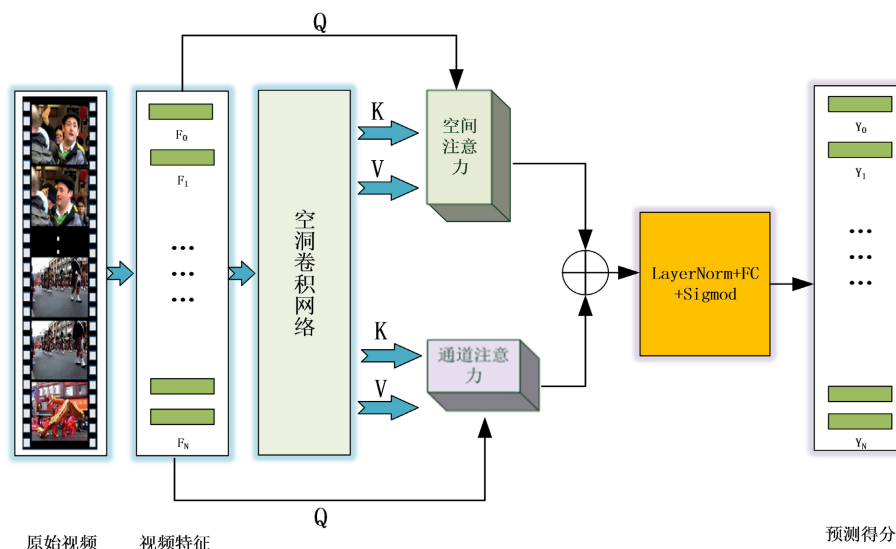 Q
F0
F1
...
...
...
FN
空洞卷积网络
K
V
空间
注意
力
K
V
通道注意
力
Q
LayerNorm+FC
+Sigmod
Y0
Y1
...
...
...
YN
原始视频
视频特征
预测得分